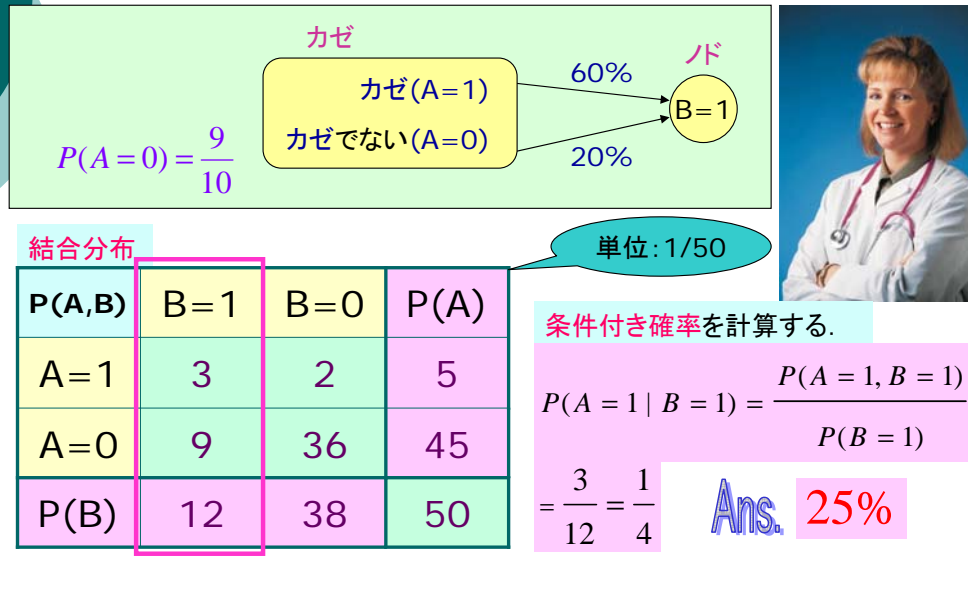 カゼ
ノド
カゼ(A=1)
カゼでない(A=0)
60%
20%
B=1
P(A = 0) = 9/10
結合分布
単位:1/50
P(A,B) B=1 B=0 P(A)
A=1 3 2 5
A=0 9 36 45
P(B) 12 38 50
条件付き確率を計算する.
P(A = 1 | B = 1) = P(A = 1, B = 1) / P(B = 1)
= 3/12 = 1/4
Ans. 25%